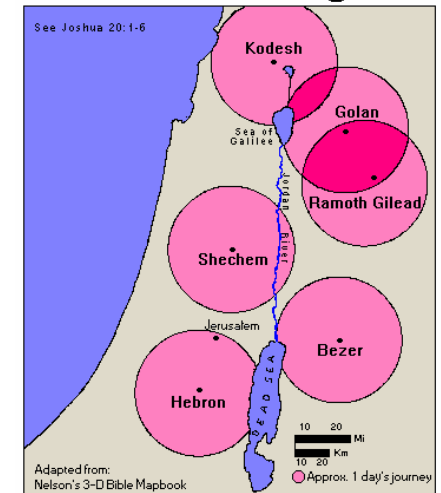 See Joshua 20:1-6
Kodesh
Golan
Sea of
Galilee
Ramoth Gilead
Jordan River
Shechem
Jerusalem
Bezer
DEAD SEA
Hebron
10 20
Mi
Km
10 20
Approx. 1 day's journey
Adapted from:
Nelson's 3-D Bible Mapbook